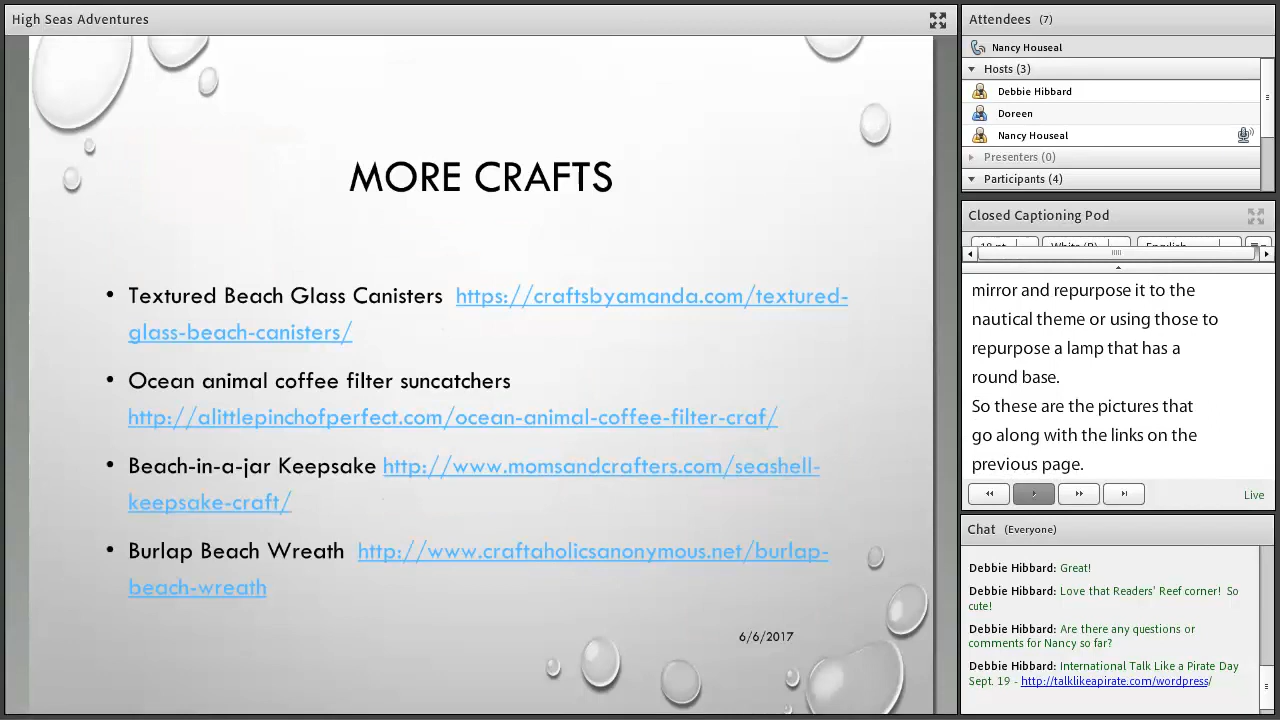 High Seas Adventures
MORE CRAFTS
• Textured Beach Glass Canisters https://craftsbyamanda.com/textured-
glass-beach-canisters/
• Ocean animal coffee filter suncatchers
http://alittlepinchofperfect.com/ocean-animal-coffee-filter-craf/
• Beach-in-a-jar Keepsake http://www.momsandcrafters.com/seashell-
keepsake-craft/
• Burlap Beach Wreath http://www.craftaholicsanonymous.net/burlap-
beach-wreath
6/6/2017
Attendees (7)
Nancy Houseal
Hosts (3)
Debbie Hibbard
Doreen
Nancy Houseal
Presenters (0)
Participants (4)
Closed Captioning Pod
English
mirror and repurpose it to the
nautical theme or using those to
repurpose a lamp that has a
round base.
So these are the pictures that
go along with the links on the
previous page.
Live
Chat (Everyone)
Debbie Hibbard: Great!
Debbie Hibbard: Love that Readers' Reef corner! So
cute!
Debbie Hibbard: Are there any questions or
comments for Nancy so far?
Debbie Hibbard: International Talk Like a Pirate Day
Sept. 19 - http://talklikeapirate.com/wordpress/